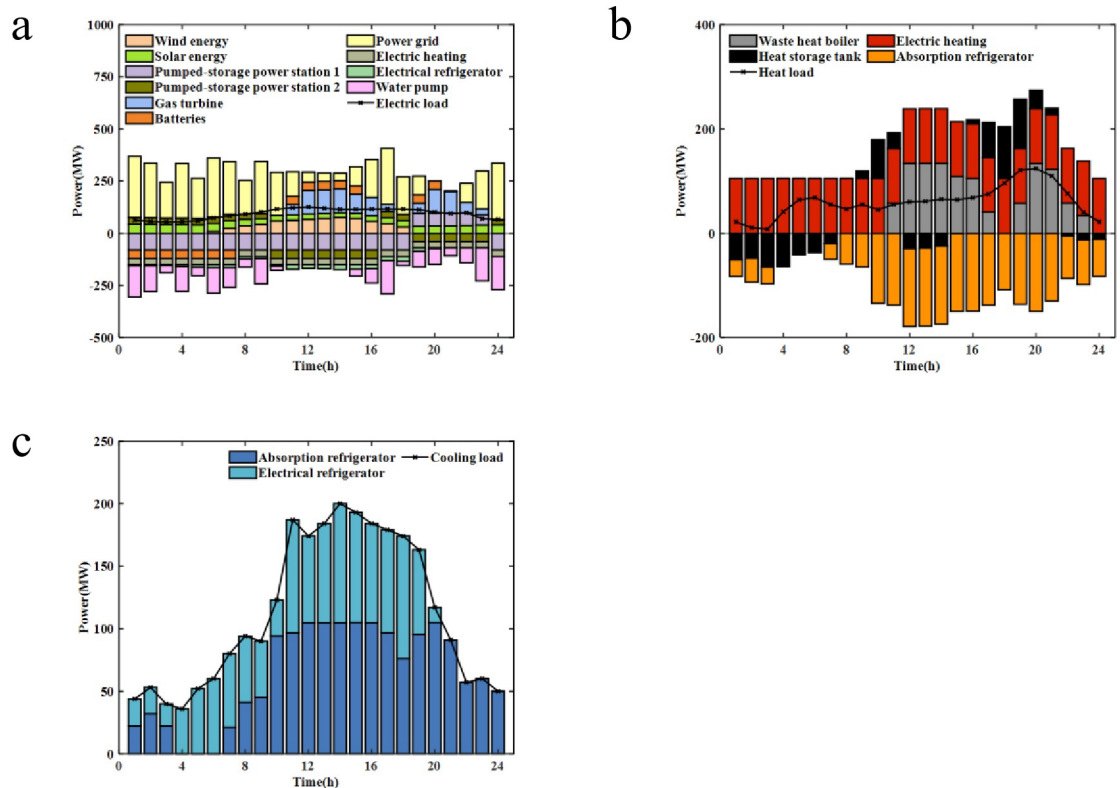 a
1000
500
250
0
-250
-500
Power(MW)
Wind energy
Solar energy
Pumped-storage power station 1
Pumped-storage power station 2
Gas turbine
Batteries
Power grid
Electric heating
Electrical refrigerator
Water pump
Electric load
0 4 8 12 16 20 24
Time(h)
b
400
200
0
-200
Power(MW)
Waste heat boiler
Heat storage tank
Heat load
Electric heating
Absorption refrigerator
0 4 8 12 16 20 24
Time(h)
c
250
200
150
100
50
0
Power(MW)
Absorption refrigerator
Electrical refrigerator
Cooling load
0 4 8 12 16 20 24
Time(h)